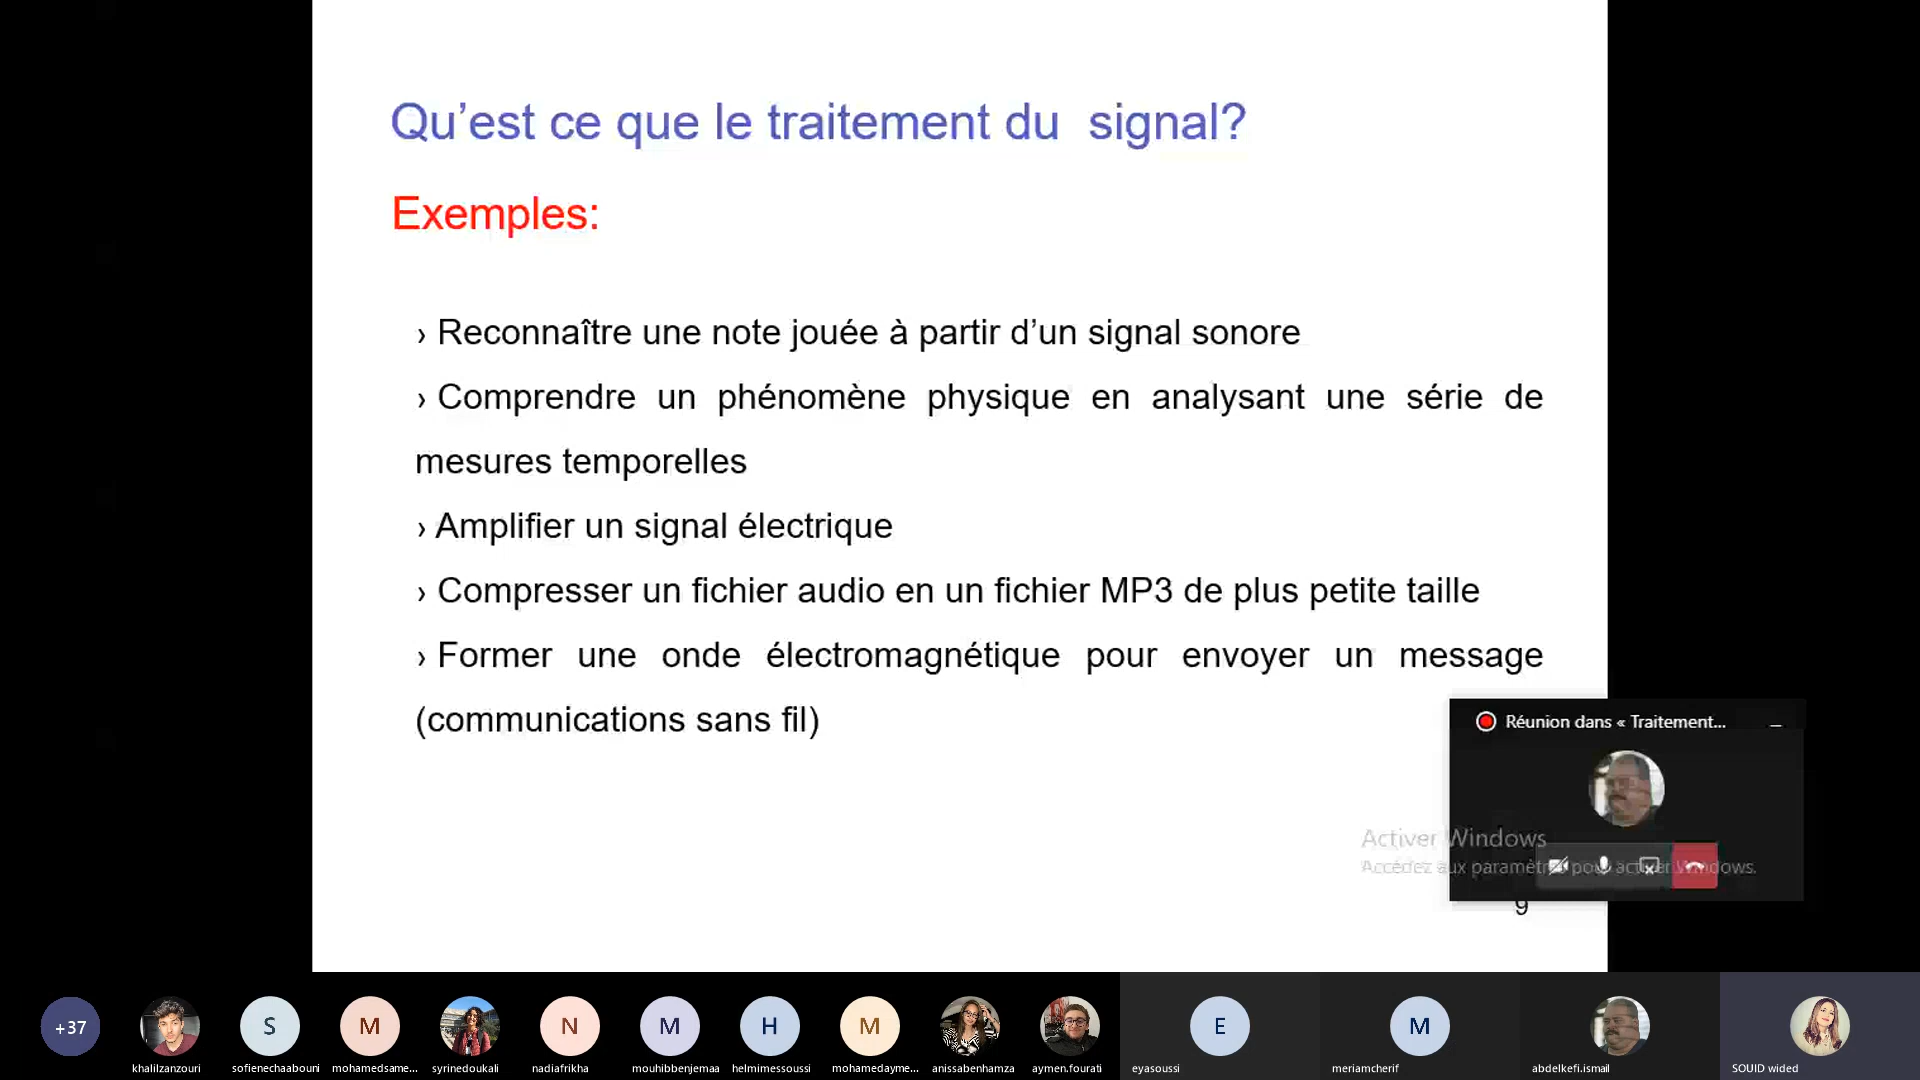 Qu’est ce que le traitement du signal?
Exemples:
› Reconnaître une note jouée à partir d’un signal sonore
› Comprendre un phénomène physique en analysant une série de
mesures temporelles
› Amplifier un signal électrique
› Compresser un fichier audio en un fichier MP3 de plus petite taille
› Former une onde électromagnétique pour envoyer un message
(communications sans fil)
Réunion dans « Traitement...
Activer Windows
Accédez aux paramètres pour activer Windows.
9
+37
S
M
N
M
H
M
E
M
khalilzanzouri
sofienechaabouni
mohamedsame...
syrinedoukali
nadiafrikha
mouhibbenjemaa
helmimessoussi
mohamedayme...
anissabenhamza
aymen.fourati
eyasoussi
meriamcherif
abdelkefi.ismail
SOUID wided